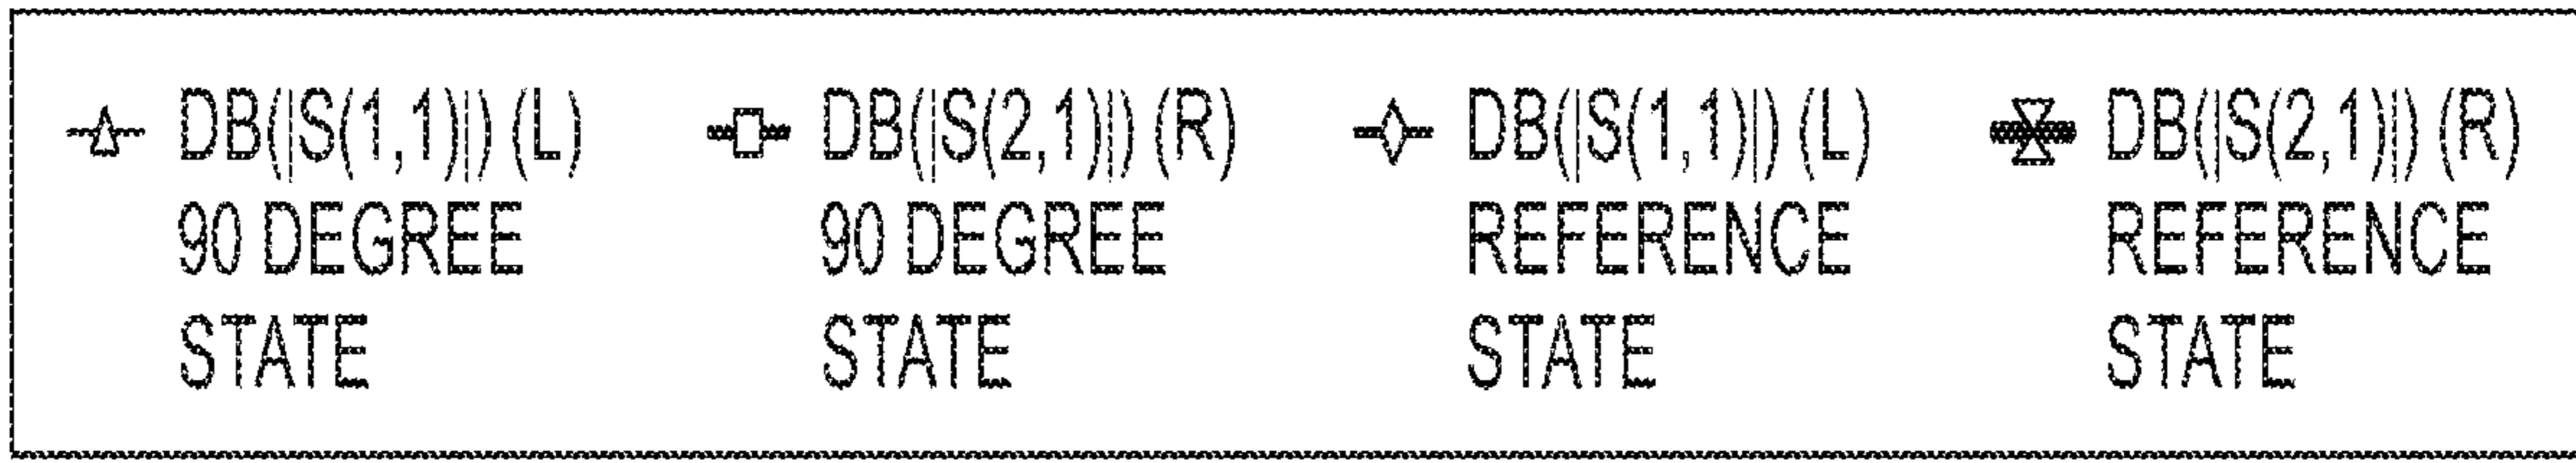 DB(|S(1,1)|) (L)
90 DEGREE
STATE
DB(|S(2,1)|) (R)
90 DEGREE
STATE
DB(|S(1,1)|) (L)
REFERENCE
STATE
DB(|S(2,1)|) (R)
REFERENCE
STATE